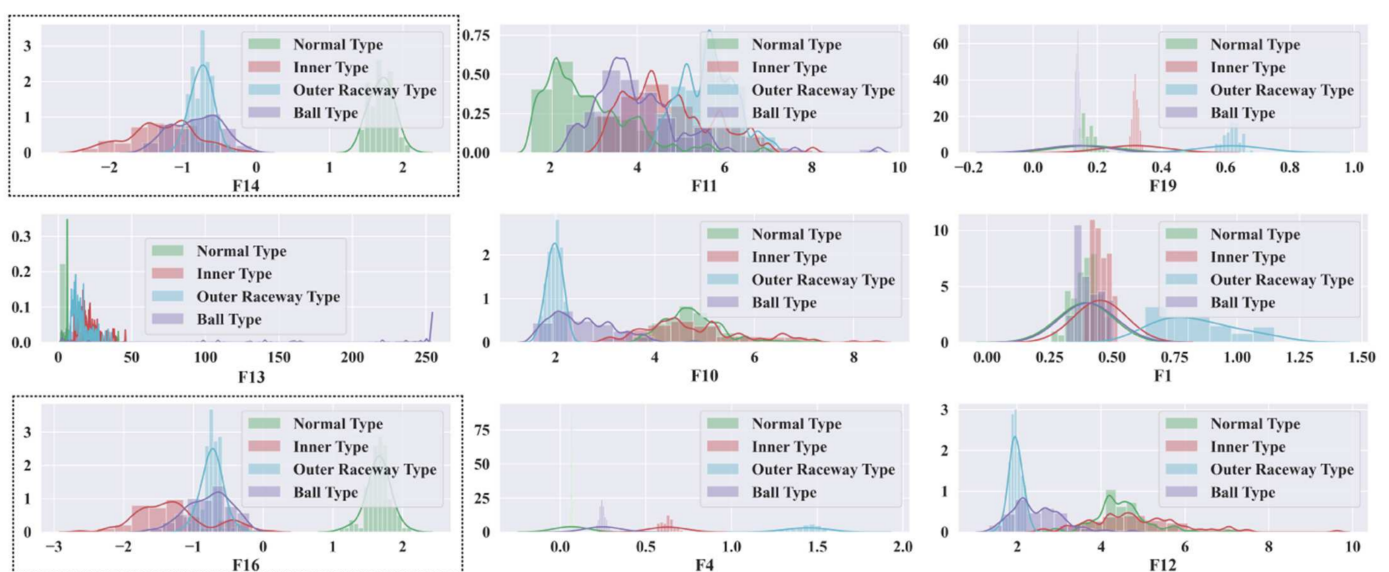 3
2
1
0
Normal Type
Inner Type
Outer Raceway Type
Ball Type
−2 −1 0 1 2
F14
0.75
0.50
0.25
0.00
Normal Type
Inner Type
Outer Raceway Type
Ball Type
2 4 6 8 10
F11
60
40
20
0
Normal Type
Inner Type
Outer Raceway Type
Ball Type
−0.2 0.0 0.2 0.4 0.6 0.8 1.0
F19
0.3
0.2
0.1
0.0
Normal Type
Inner Type
Outer Raceway Type
Ball Type
0 50 100 150 200 250
F13
2
1
0
Normal Type
Inner Type
Outer Raceway Type
Ball Type
2 4 6 8
F10
10
5
0
Normal Type
Inner Type
Outer Raceway Type
Ball Type
0.00 0.25 0.50 0.75 1.00 1.25 1.50
F1
3
2
1
0
Normal Type
Inner Type
Outer Raceway Type
Ball Type
−3 −2 −1 0 1 2
F16
75
50
25
0
Normal Type
Inner Type
Outer Raceway Type
Ball Type
0.0 0.5 1.0 1.5 2.0
F4
3
2
1
0
Normal Type
Inner Type
Outer Raceway Type
Ball Type
2 4 6 8 10
F12